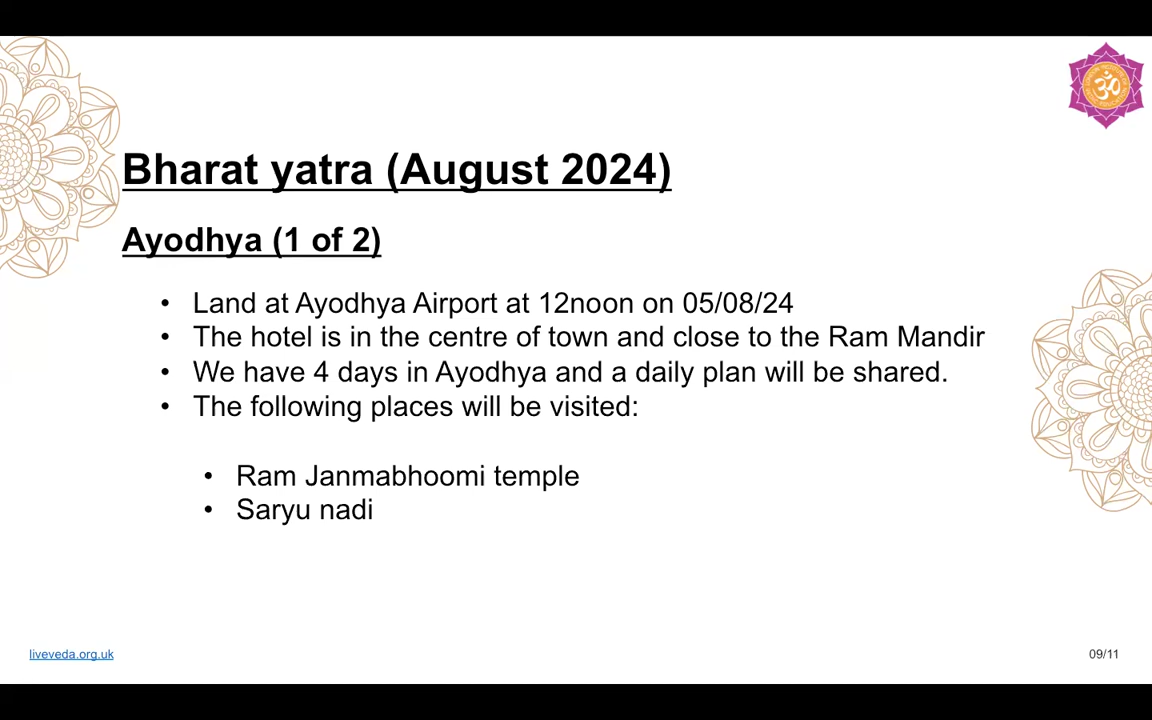 Bharat yatra (August 2024)
Ayodhya (1 of 2)
• Land at Ayodhya Airport at 12noon on 05/08/24
• The hotel is in the centre of town and close to the Ram Mandir
• We have 4 days in Ayodhya and a daily plan will be shared.
• The following places will be visited:
• Ram Janmabhoomi temple
• Saryu nadi
liveveda.org.uk
09/11
ॐ